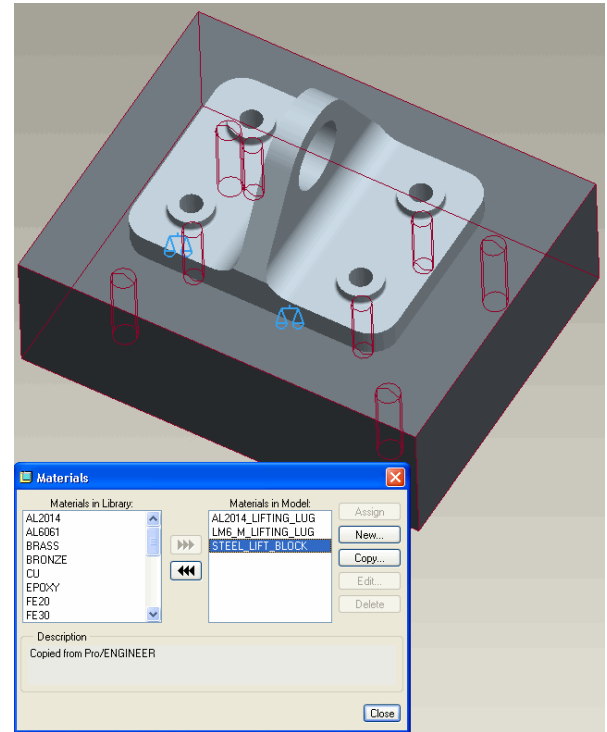 Materials
Materials in Library:
AL2014
AL6061
BRASS
BRONZE
CU
EPOXY
FE20
FE30
Materials in Model:
AL2014_LIFTING_LUG
LM6_M_LIFTING_LUG
STEEL_LIFT_BLOCK
Assign
New...
Copy...
Edit...
Delete
Description
Copied from Pro/ENGINEER
Close